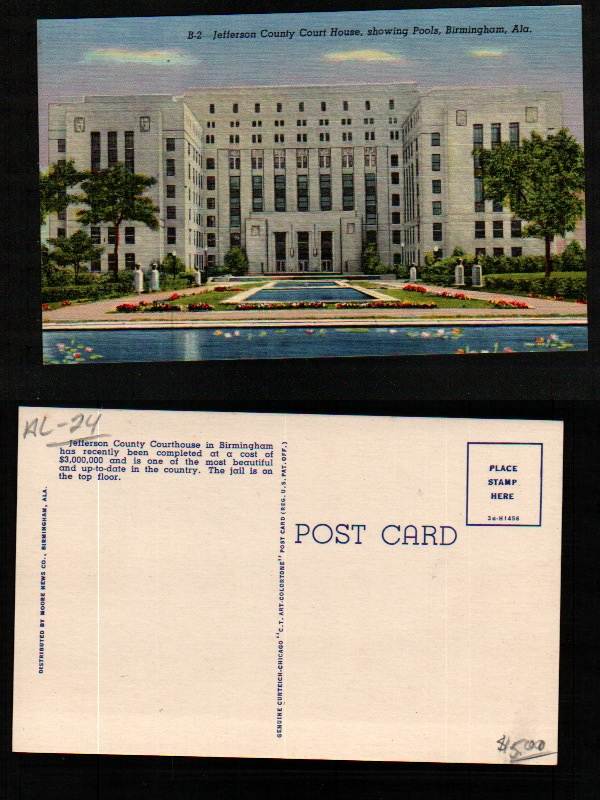 B-2 Jefferson County Court House, showing Pools, Birmingham, Ala.
AL-24
Jefferson County Courthouse in Birmingham
has recently been completed at a cost of
$3,000,000 and is one of the most beautiful
and up-to-date in the country. The jail is on
the top floor.
DISTRIBUTED BY MOORE NEWS CO., BIRMINGHAM, ALA.
GENUINE CURTEICH-CHICAGO "C.T. ART-COLORTONE" POST CARD (REG. U.S. PAT. OFF.)
POST CARD
PLACE
STAMP
HERE
2A-H1456
$5.00